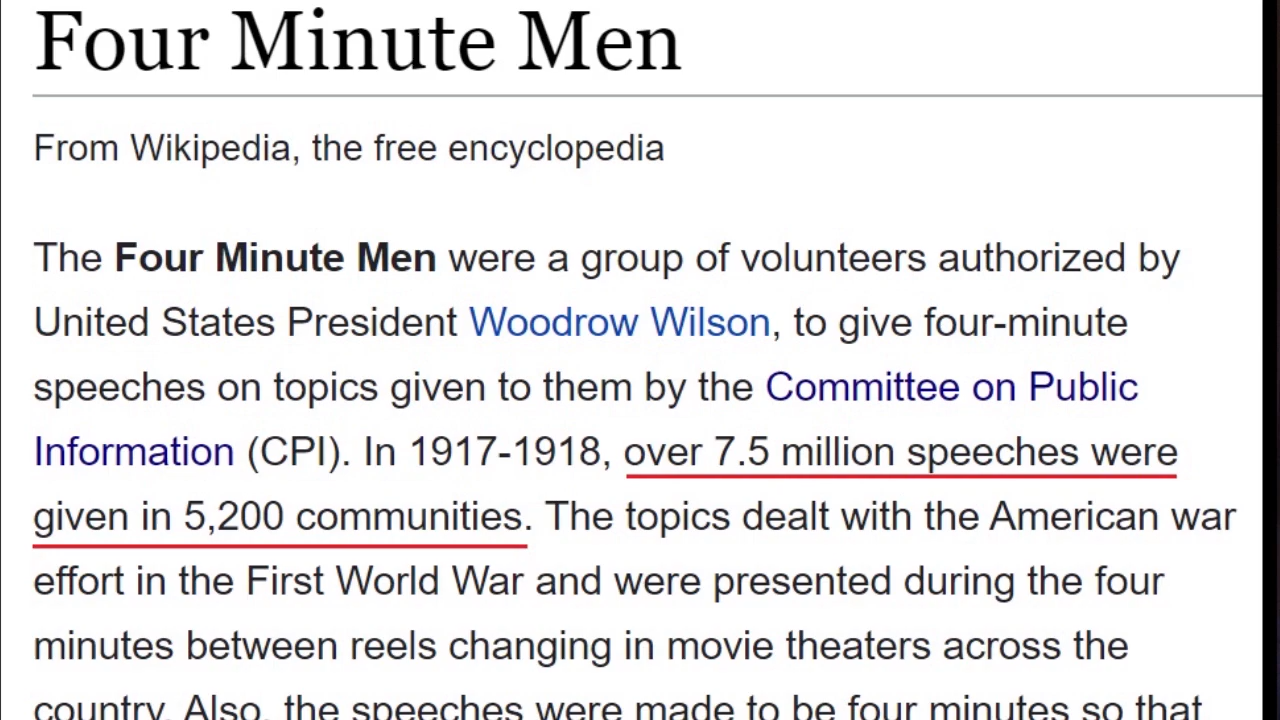 Four Minute Men
From Wikipedia, the free encyclopedia
The Four Minute Men were a group of volunteers authorized by
United States President Woodrow Wilson, to give four-minute
speeches on topics given to them by the Committee on Public
Information (CPI). In 1917-1918, over 7.5 million speeches were
given in 5,200 communities. The topics dealt with the American war
effort in the First World War and were presented during the four
minutes between reels changing in movie theaters across the
country. Also, the speeches were made to be four minutes so that